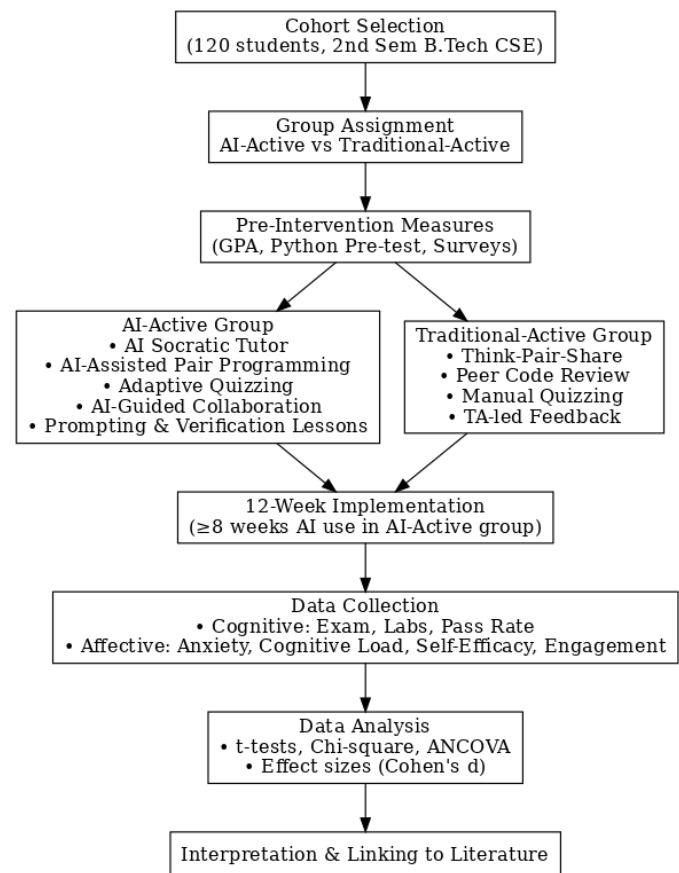 Cohort Selection
(120 students, 2nd Sem B.Tech CSE)
Group Assignment
AI-Active vs Traditional-Active
Pre-Intervention Measures
(GPA, Python Pre-test, Surveys)
AI-Active Group
• AI Socratic Tutor
• AI-Assisted Pair Programming
• Adaptive Quizzing
• AI-Guided Collaboration
• Prompting & Verification Lessons
Traditional-Active Group
• Think-Pair-Share
• Peer Code Review
• Manual Quizzing
• TA-led Feedback
12-Week Implementation
(≥8 weeks AI use in AI-Active group)
Data Collection
• Cognitive: Exam, Labs, Pass Rate
• Affective: Anxiety, Cognitive Load, Self-Efficacy, Engagement
Data Analysis
• t-tests, Chi-square, ANCOVA
• Effect sizes (Cohen's d)
Interpretation & Linking to Literature